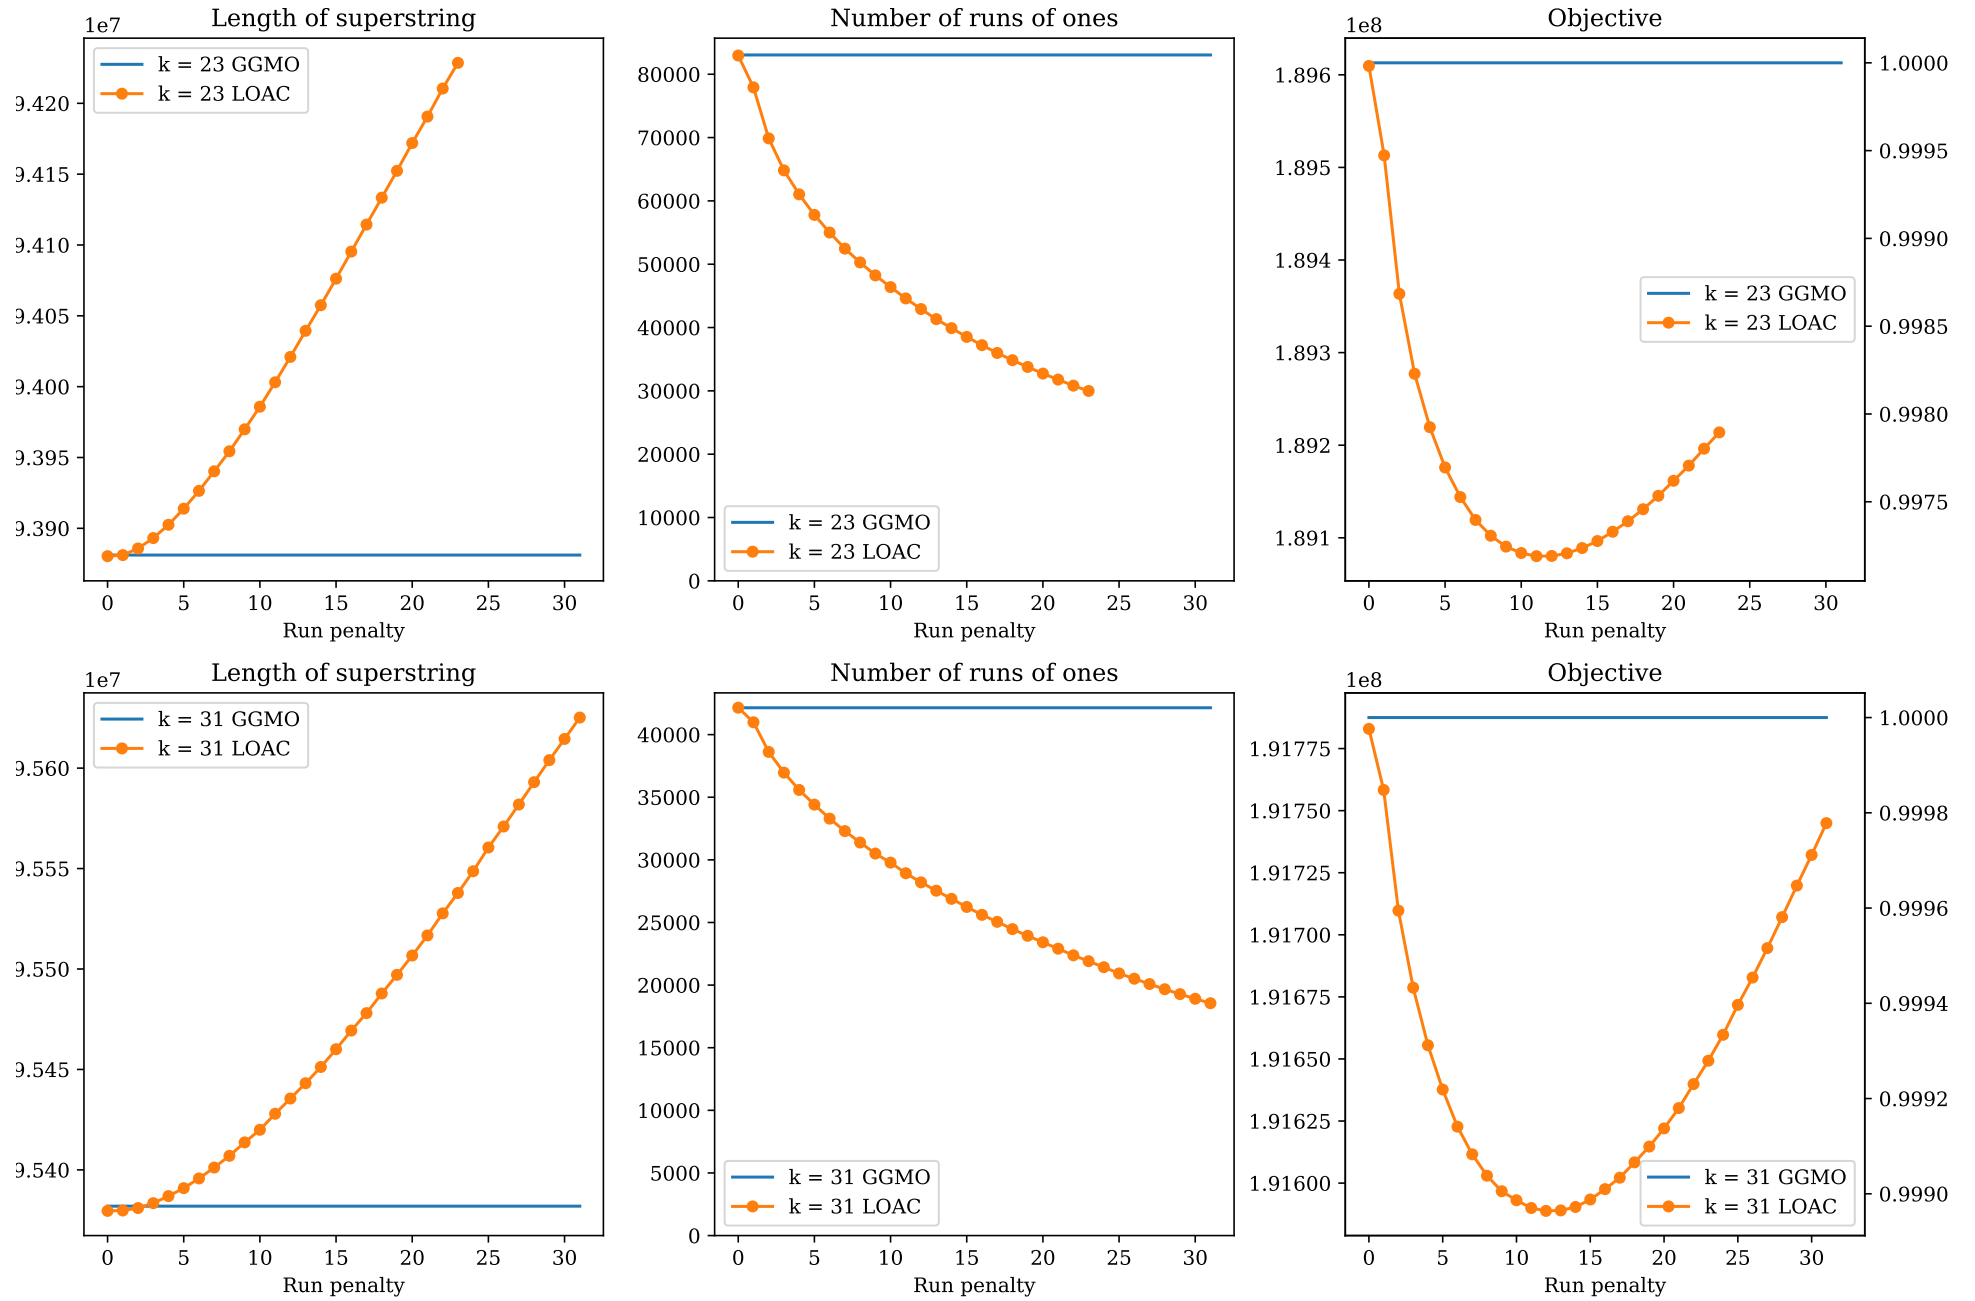 Length of superstring
1e7
k = 23 GGMO
k = 23 LOAC
9.420
9.415
9.410
9.405
9.400
9.395
9.390
0 5 10 15 20 25 30
Run penalty
Number of runs of ones
80000
70000
60000
50000
40000
30000
20000
10000
0
k = 23 GGMO
k = 23 LOAC
0 5 10 15 20 25 30
Run penalty
Objective
1e8
1.896
1.895
1.894
1.893
1.892
1.891
k = 23 GGMO
k = 23 LOAC
1.0000
0.9995
0.9990
0.9985
0.9980
0.9975
0 5 10 15 20 25 30
Run penalty
Length of superstring
1e7
k = 31 GGMO
k = 31 LOAC
9.560
9.555
9.550
9.545
9.540
0 5 10 15 20 25 30
Run penalty
Number of runs of ones
40000
35000
30000
25000
20000
15000
10000
5000
0
k = 31 GGMO
k = 31 LOAC
0 5 10 15 20 25 30
Run penalty
Objective
1e8
1.91775
1.91750
1.91725
1.91700
1.91675
1.91650
1.91625
1.91600
k = 31 GGMO
k = 31 LOAC
1.0000
0.9998
0.9996
0.9994
0.9992
0.9990
0 5 10 15 20 25 30
Run penalty